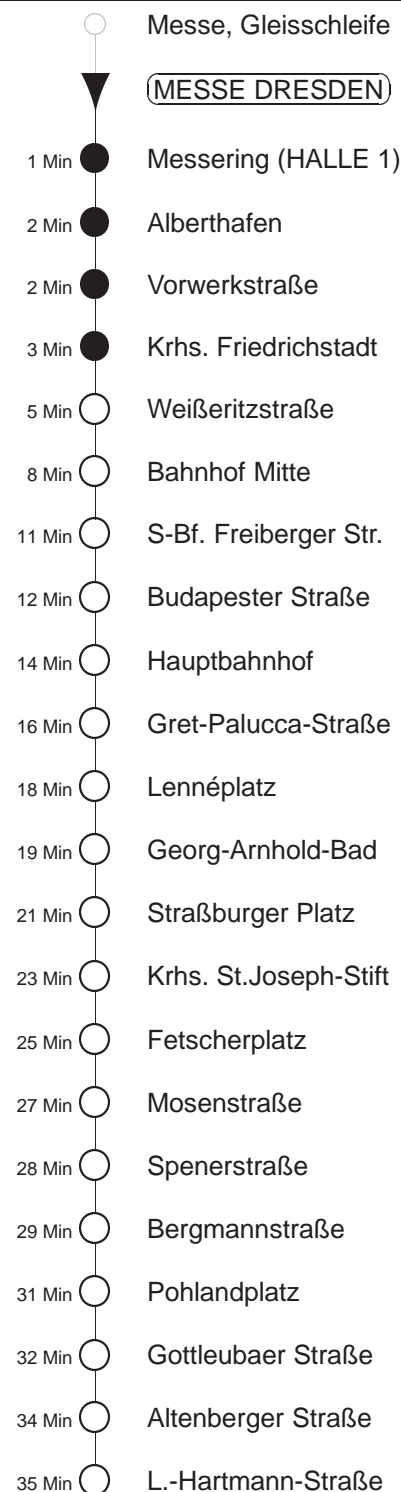 Messe, Gleisschleife
MESSE DRESDEN
1 Min Messering (HALLE 1)
2 Min Alberthafen
2 Min Vorwerkstraße
3 Min Krhs. Friedrichstadt
5 Min Weißeritzstraße
8 Min Bahnhof Mitte
11 Min S-Bf. Freiberger Str.
12 Min Budapester Straße
14 Min Hauptbahnhof
16 Min Gret-Palucca-Straße
18 Min Lennéplatz
19 Min Georg-Arnhold-Bad
21 Min Straßburger Platz
23 Min Krhs. St.Joseph-Stift
25 Min Fetscherplatz
27 Min Mosenstraße
28 Min Spenerstraße
29 Min Bergmannstraße
31 Min Pohlandplatz
32 Min Gottleubaer Straße
34 Min Altenberger Straße
35 Min L.-Hartmann-Straße